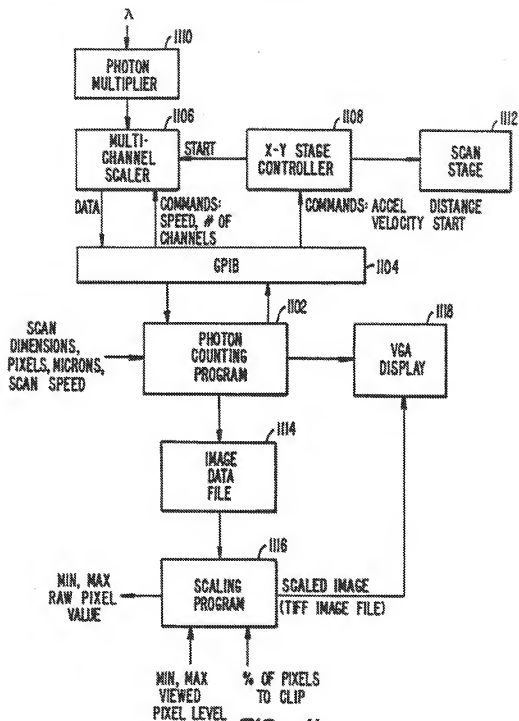 λ
1110
PHOTON
MULTIPLIER
1106
MULTI-
CHANNEL
SCALER
START
1108
X-Y STAGE
CONTROLLER
1112
SCAN
STAGE
DATA
COMMANDS:
SPEED, # OF
CHANNELS
COMMANDS: ACCEL DISTANCE
VELOCITY START
GPIB
1104
1102
SCAN
DIMENSIONS,
PIXELS, MICRONS,
SCAN SPEED
PHOTON
COUNTING
PROGRAM
1118
VGA
DISPLAY
1114
IMAGE
DATA
FILE
1116
SCALING
PROGRAM
MIN, MAX
RAW PIXEL
VALUE
SCALED IMAGE
(TIFF IMAGE FILE)
MIN, MAX
VIEWED
PIXEL LEVEL
% OF PIXELS
TO CLIP